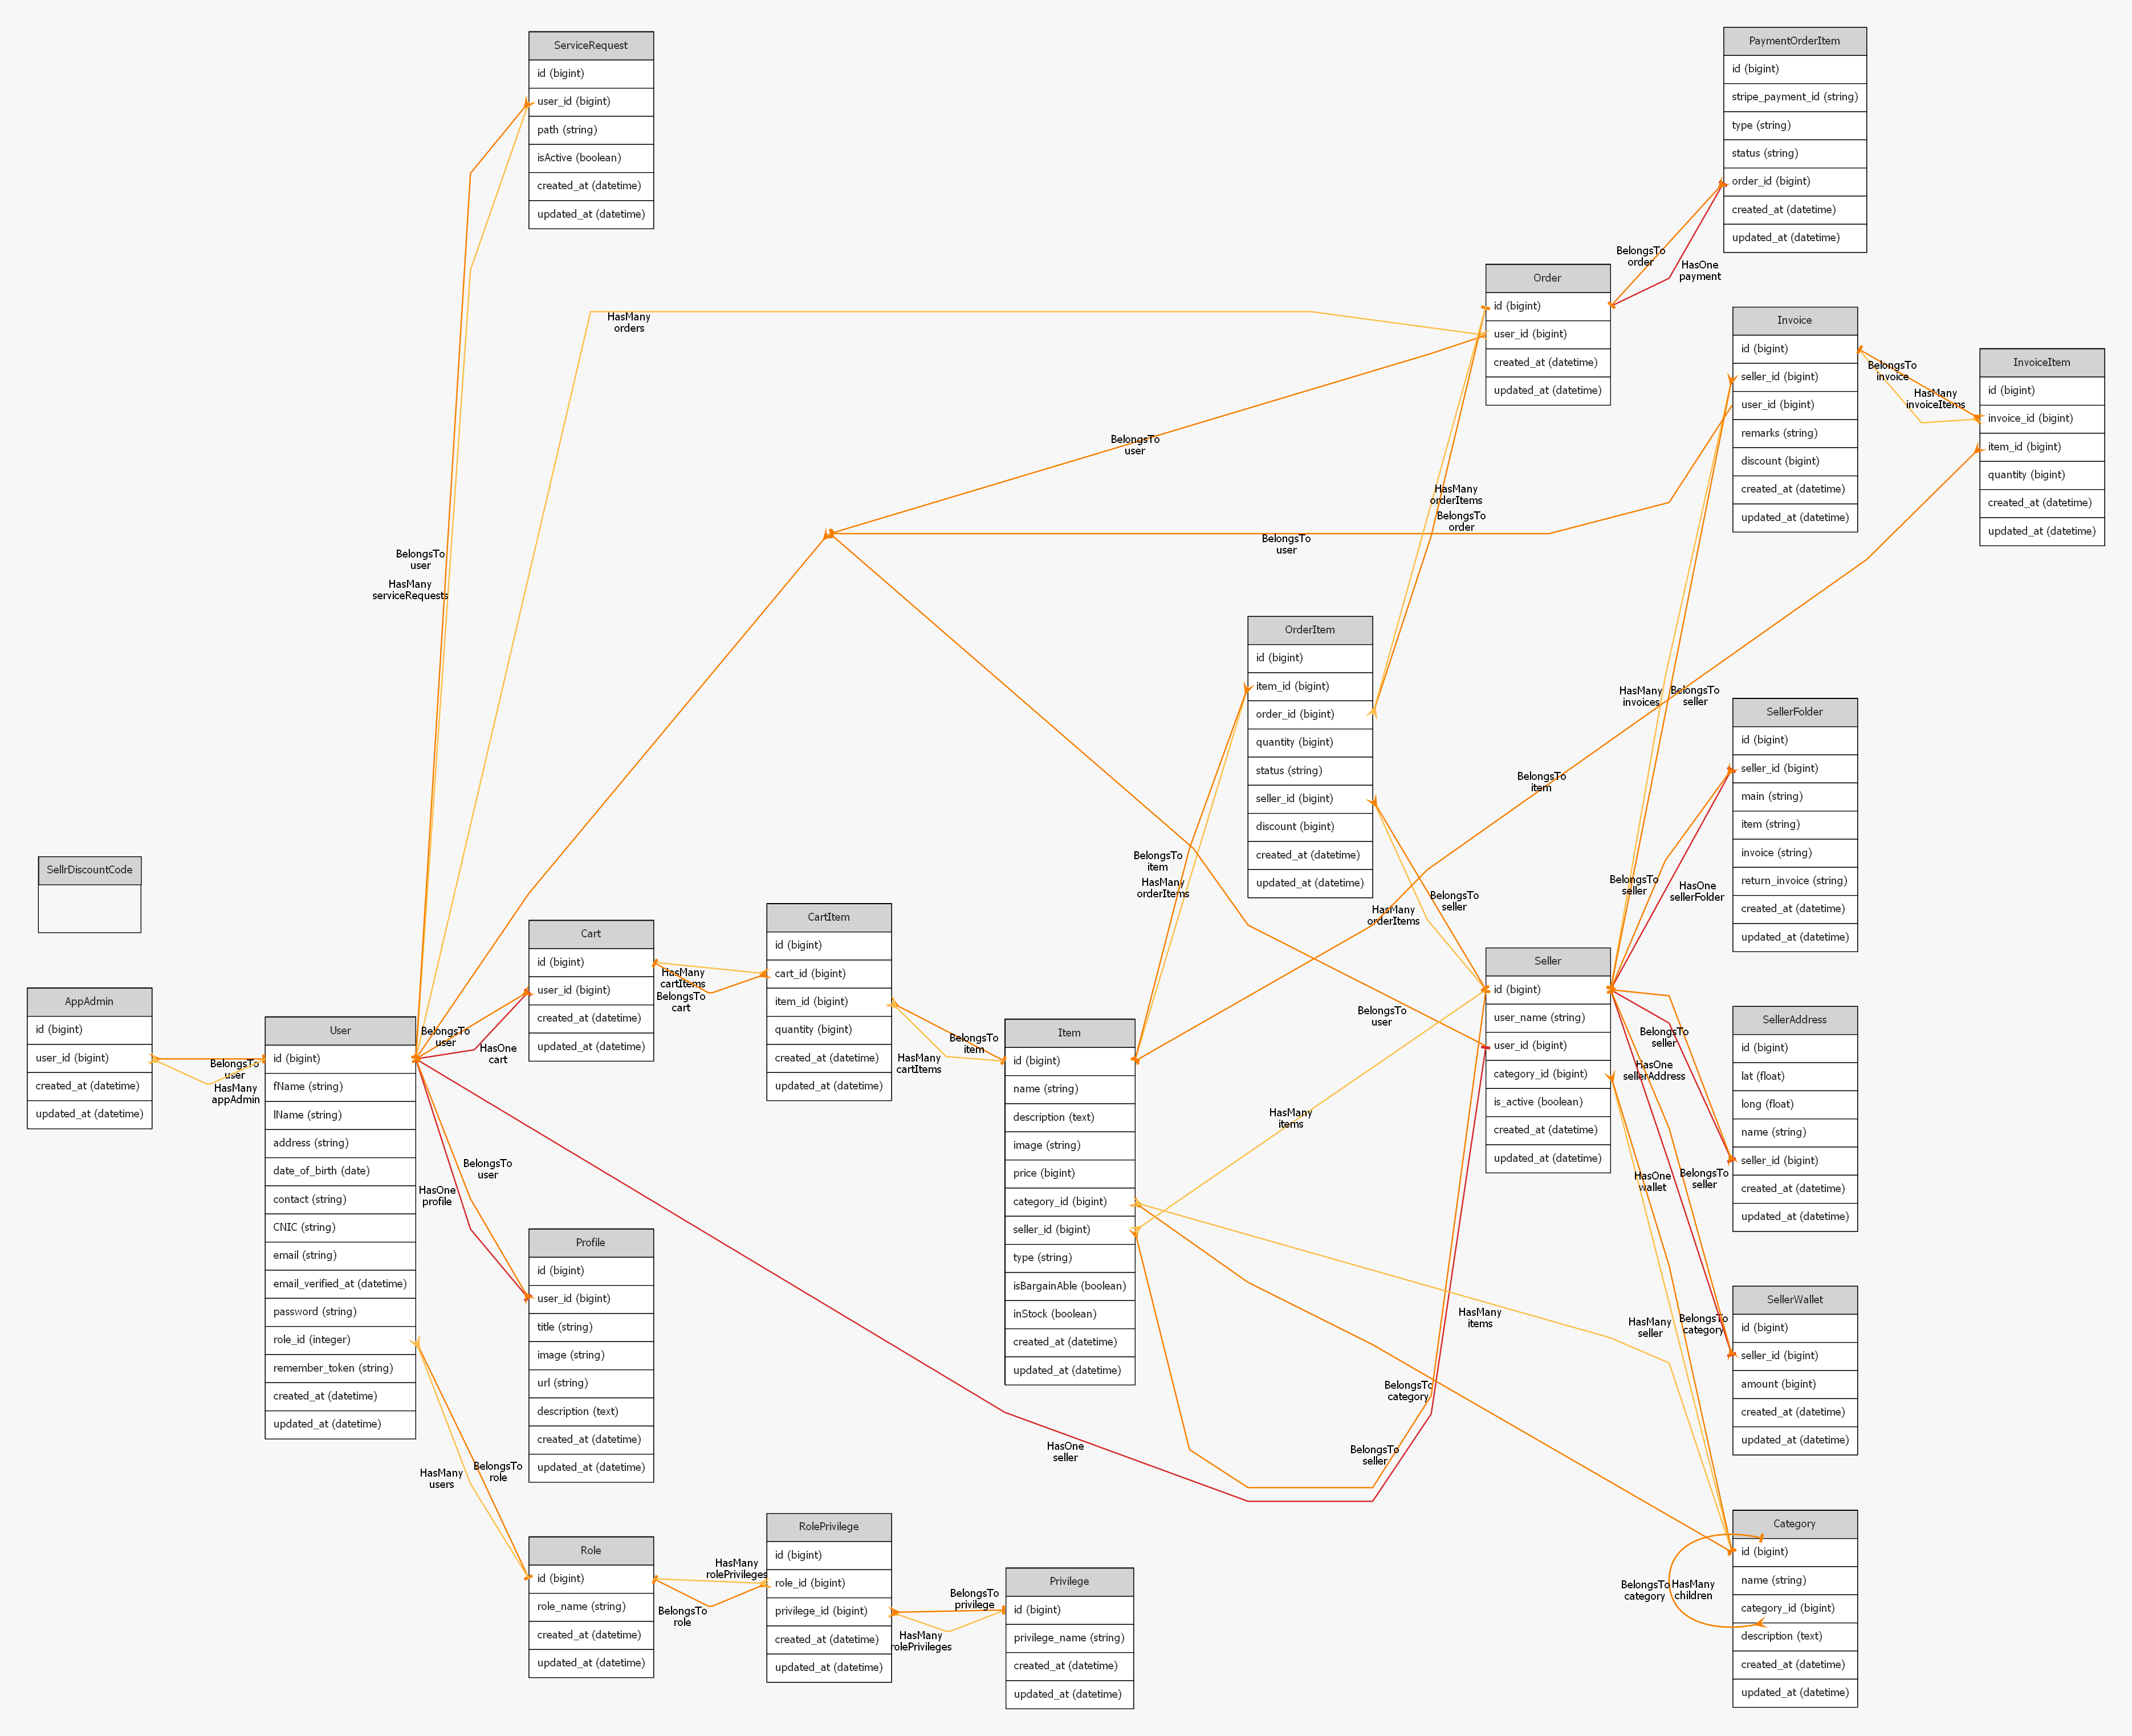 ServiceRequest
id (bigint)
user_id (bigint)
path (string)
isActive (boolean)
created_at (datetime)
updated_at (datetime)
PaymentOrderItem
id (bigint)
stripe_payment_id (string)
type (string)
status (string)
order_id (bigint)
created_at (datetime)
updated_at (datetime)
BelongsTo
order
HasOne
payment
Order
id (bigint)
user_id (bigint)
created_at (datetime)
updated_at (datetime)
HasMany
orders
Invoice
id (bigint)
seller_id (bigint)
user_id (bigint)
remarks (string)
discount (bigint)
created_at (datetime)
updated_at (datetime)
BelongsTo
invoice
HasMany
invoiceItems
InvoiceItem
id (bigint)
invoice_id (bigint)
item_id (bigint)
quantity (bigint)
created_at (datetime)
updated_at (datetime)
BelongsTo
user
HasMany
orderItems
BelongsTo
order
BelongsTo
user
BelongsTo
user
HasMany
serviceRequests
OrderItem
id (bigint)
item_id (bigint)
order_id (bigint)
quantity (bigint)
status (string)
seller_id (bigint)
discount (bigint)
created_at (datetime)
updated_at (datetime)
HasMany
invoices
BelongsTo
seller
SellerFolder
id (bigint)
seller_id (bigint)
main (string)
item (string)
invoice (string)
return_invoice (string)
created_at (datetime)
updated_at (datetime)
BelongsTo
item
BelongsTo
item
HasMany
orderItems
BelongsTo
seller
HasMany
orderItems
BelongsTo
seller
HasOne
sellerFolder
SellrDiscountCode
AppAdmin
id (bigint)
user_id (bigint)
created_at (datetime)
updated_at (datetime)
BelongsTo
user
HasMany
appAdmin
User
id (bigint)
fName (string)
lName (string)
address (string)
date_of_birth (date)
contact (string)
CNIC (string)
email (string)
email_verified_at (datetime)
password (string)
role_id (integer)
remember_token (string)
created_at (datetime)
updated_at (datetime)
BelongsTo
user
HasOne
cart
Cart
id (bigint)
user_id (bigint)
created_at (datetime)
updated_at (datetime)
HasMany
cartItems
BelongsTo
cart
CartItem
id (bigint)
cart_id (bigint)
item_id (bigint)
quantity (bigint)
created_at (datetime)
updated_at (datetime)
BelongsTo
item
HasMany
cartItems
Item
id (bigint)
name (string)
description (text)
image (string)
price (bigint)
category_id (bigint)
seller_id (bigint)
type (string)
isBargainAble (boolean)
inStock (boolean)
created_at (datetime)
updated_at (datetime)
BelongsTo
user
HasMany
items
Seller
id (bigint)
user_name (string)
user_id (bigint)
category_id (bigint)
is_active (boolean)
created_at (datetime)
updated_at (datetime)
BelongsTo
seller
HasOne
sellerAddress
SellerAddress
id (bigint)
lat (float)
long (float)
name (string)
seller_id (bigint)
created_at (datetime)
updated_at (datetime)
HasOne
wallet
BelongsTo
seller
BelongsTo
user
HasOne
profile
Profile
id (bigint)
user_id (bigint)
title (string)
image (string)
url (string)
description (text)
created_at (datetime)
updated_at (datetime)
HasMany
items
HasMany
seller
BelongsTo
category
SellerWallet
id (bigint)
seller_id (bigint)
amount (bigint)
created_at (datetime)
updated_at (datetime)
BelongsTo
category
BelongsTo
seller
HasOne
seller
HasMany
users
BelongsTo
role
Role
id (bigint)
role_name (string)
created_at (datetime)
updated_at (datetime)
HasMany
rolePrivileges
BelongsTo
role
RolePrivilege
id (bigint)
role_id (bigint)
privilege_id (bigint)
created_at (datetime)
updated_at (datetime)
BelongsTo
privilege
HasMany
rolePrivileges
Privilege
id (bigint)
privilege_name (string)
created_at (datetime)
updated_at (datetime)
BelongsTo
category
HasMany
children
Category
id (bigint)
name (string)
category_id (bigint)
description (text)
created_at (datetime)
updated_at (datetime)